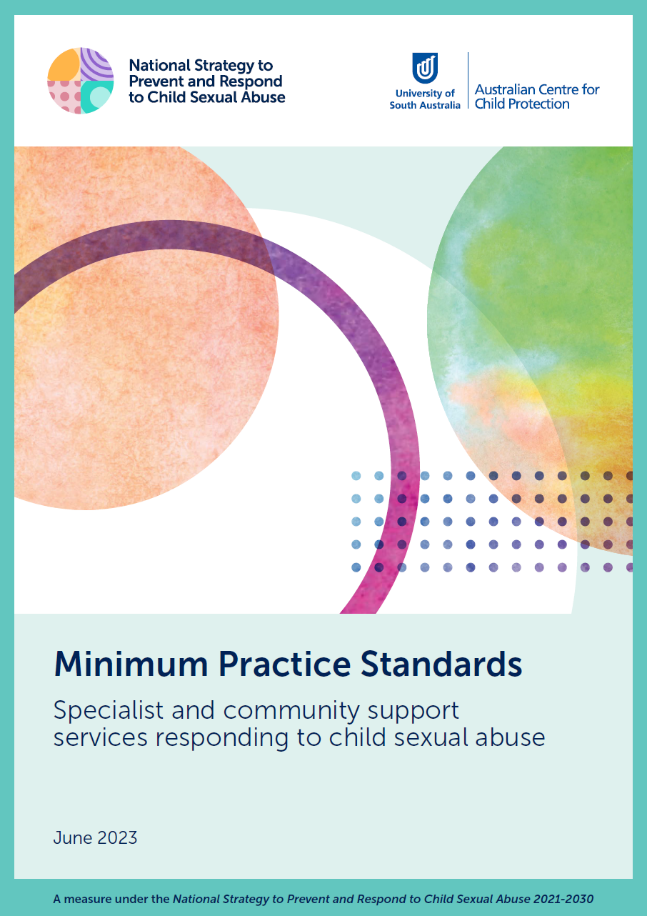 National Strategy to
Prevent and Respond
to Child Sexual Abuse
University of
South Australia
Australian Centre for
Child Protection
Minimum Practice Standards
Specialist and community support
services responding to child sexual abuse
June 2023
A measure under the National Strategy to Prevent and Respond to Child Sexual Abuse 2021-2030